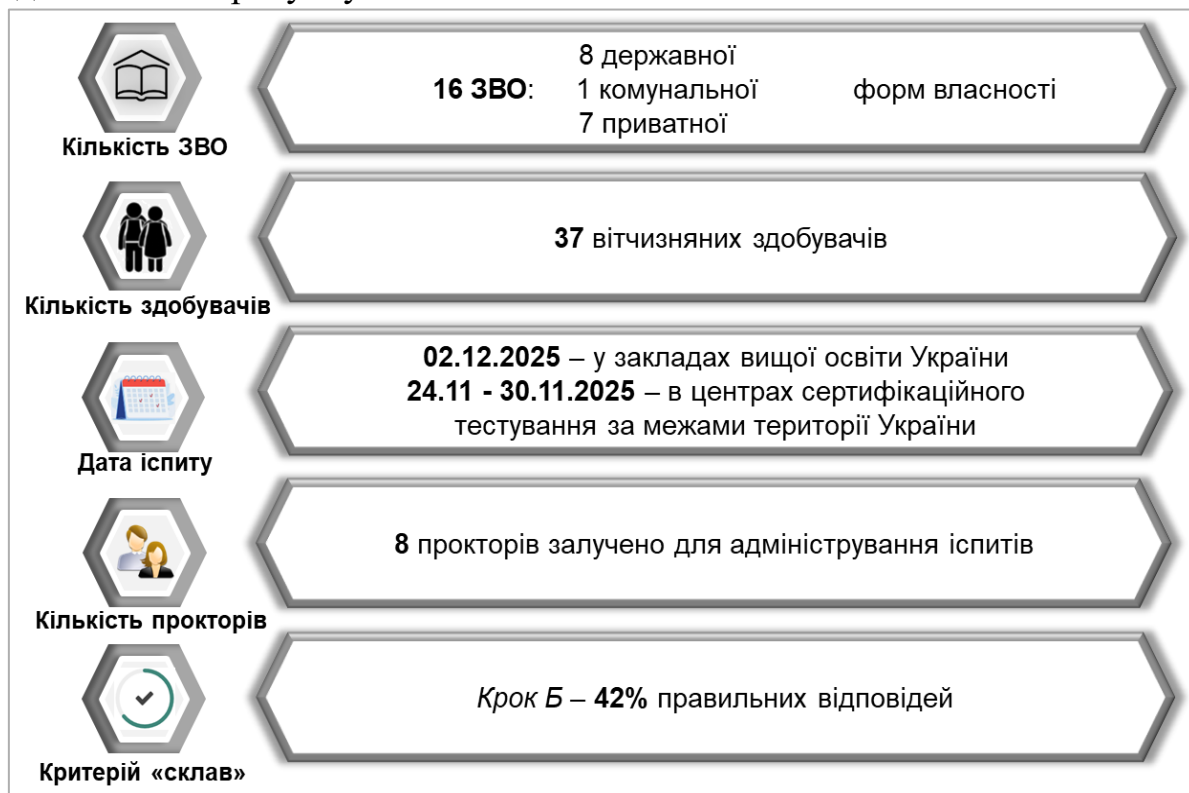 8 державної
16 ЗВО: 1 комунальної форм власності
7 приватної
Кількість ЗВО
37 вітчизняних здобувачів
Кількість здобувачів
02.12.2025 – у закладах вищої освіти України
24.11 - 30.11.2025 – в центрах сертифікаційного
тестування за межами території України
Дата іспиту
8 прокторів залучено для адміністрування іспитів
Кількість прокторів
Крок Б – 42% правильних відповідей
Критерій «склав»